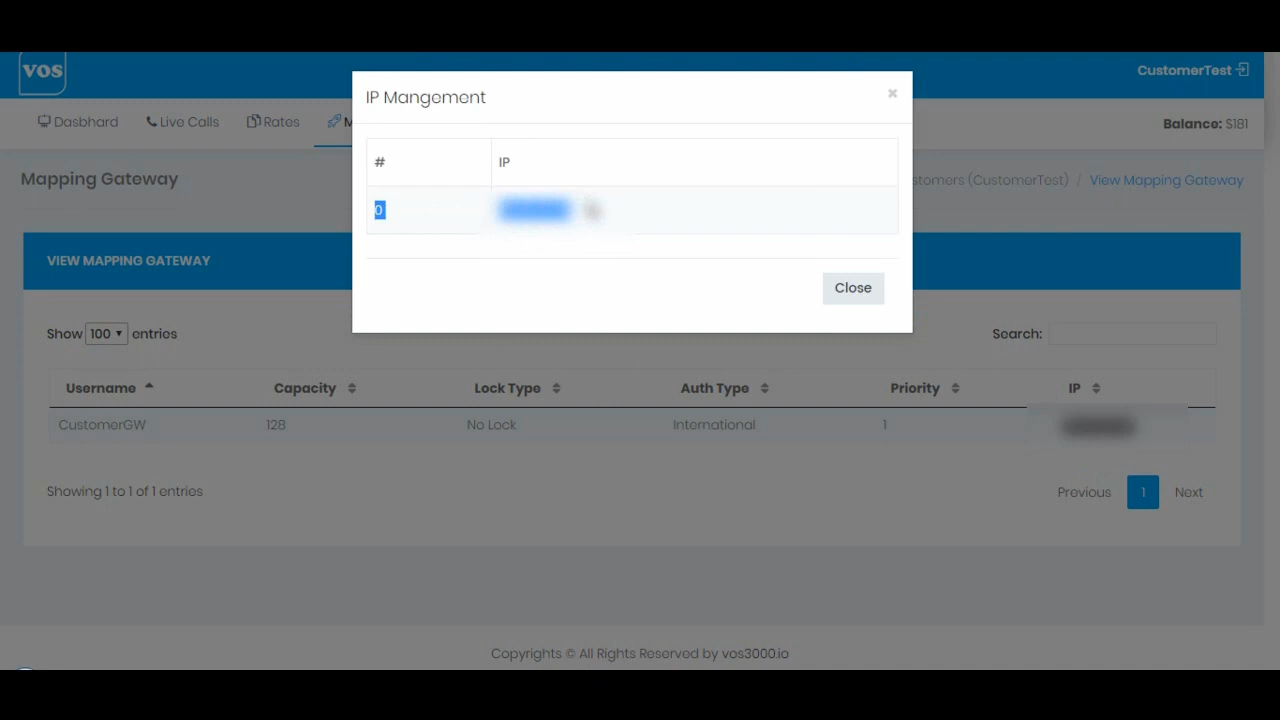 VOS
CustomerTest
IP Mangement
×
Dasbhard Live Calls Rates M
Balance: $181
# IP
0
Mapping Gateway
stomers (CustomerTest) / View Mapping Gateway
VIEW MAPPING GATEWAY
Close
Show 100 entries
Search:
Username Capacity Lock Type Auth Type Priority IP
CustomerGW 128 No Lock International 1
Showing 1 to 1 of 1 entries
Previous 1 Next
Copyrights © All Rights Reserved by vos3000.io